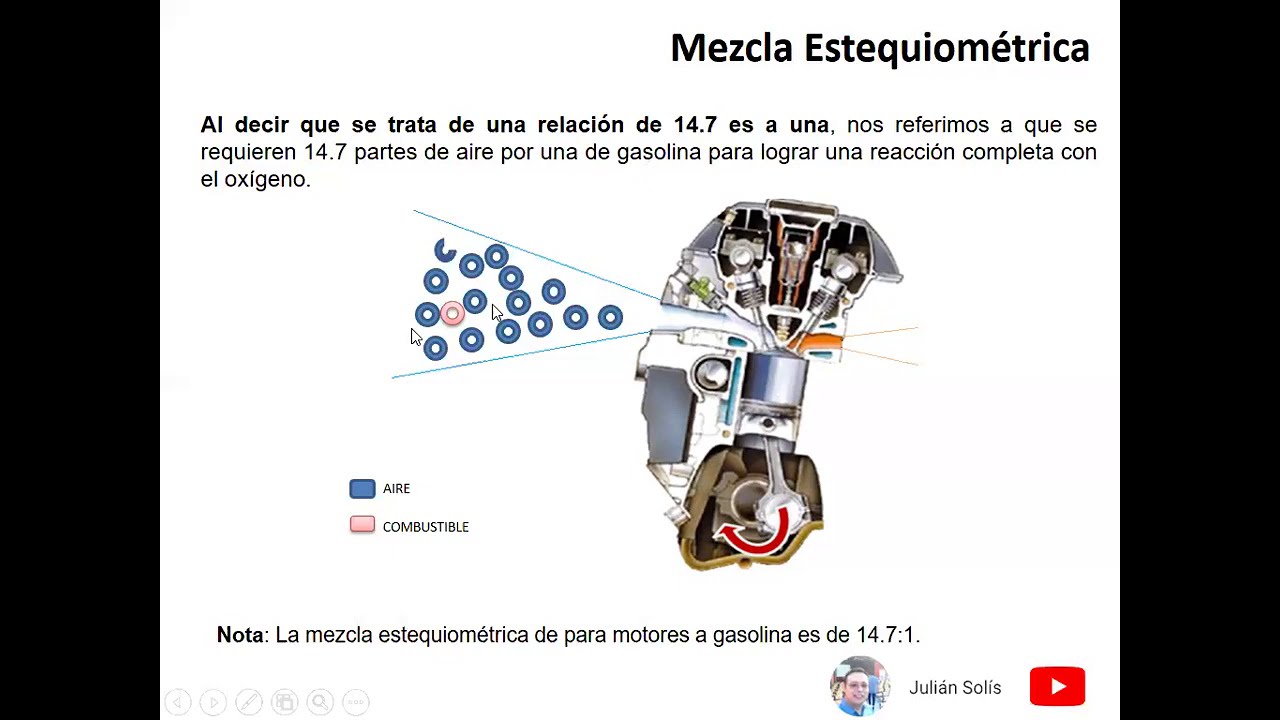 Mezcla Estequiométrica
Al decir que se trata de una relación de 14.7 es a una, nos referimos a que se
requieren 14.7 partes de aire por una de gasolina para lograr una reacción completa con
el oxígeno.
AIRE
COMBUSTIBLE
Nota: La mezcla estequiométrica de para motores a gasolina es de 14.7:1.
Julián Solís